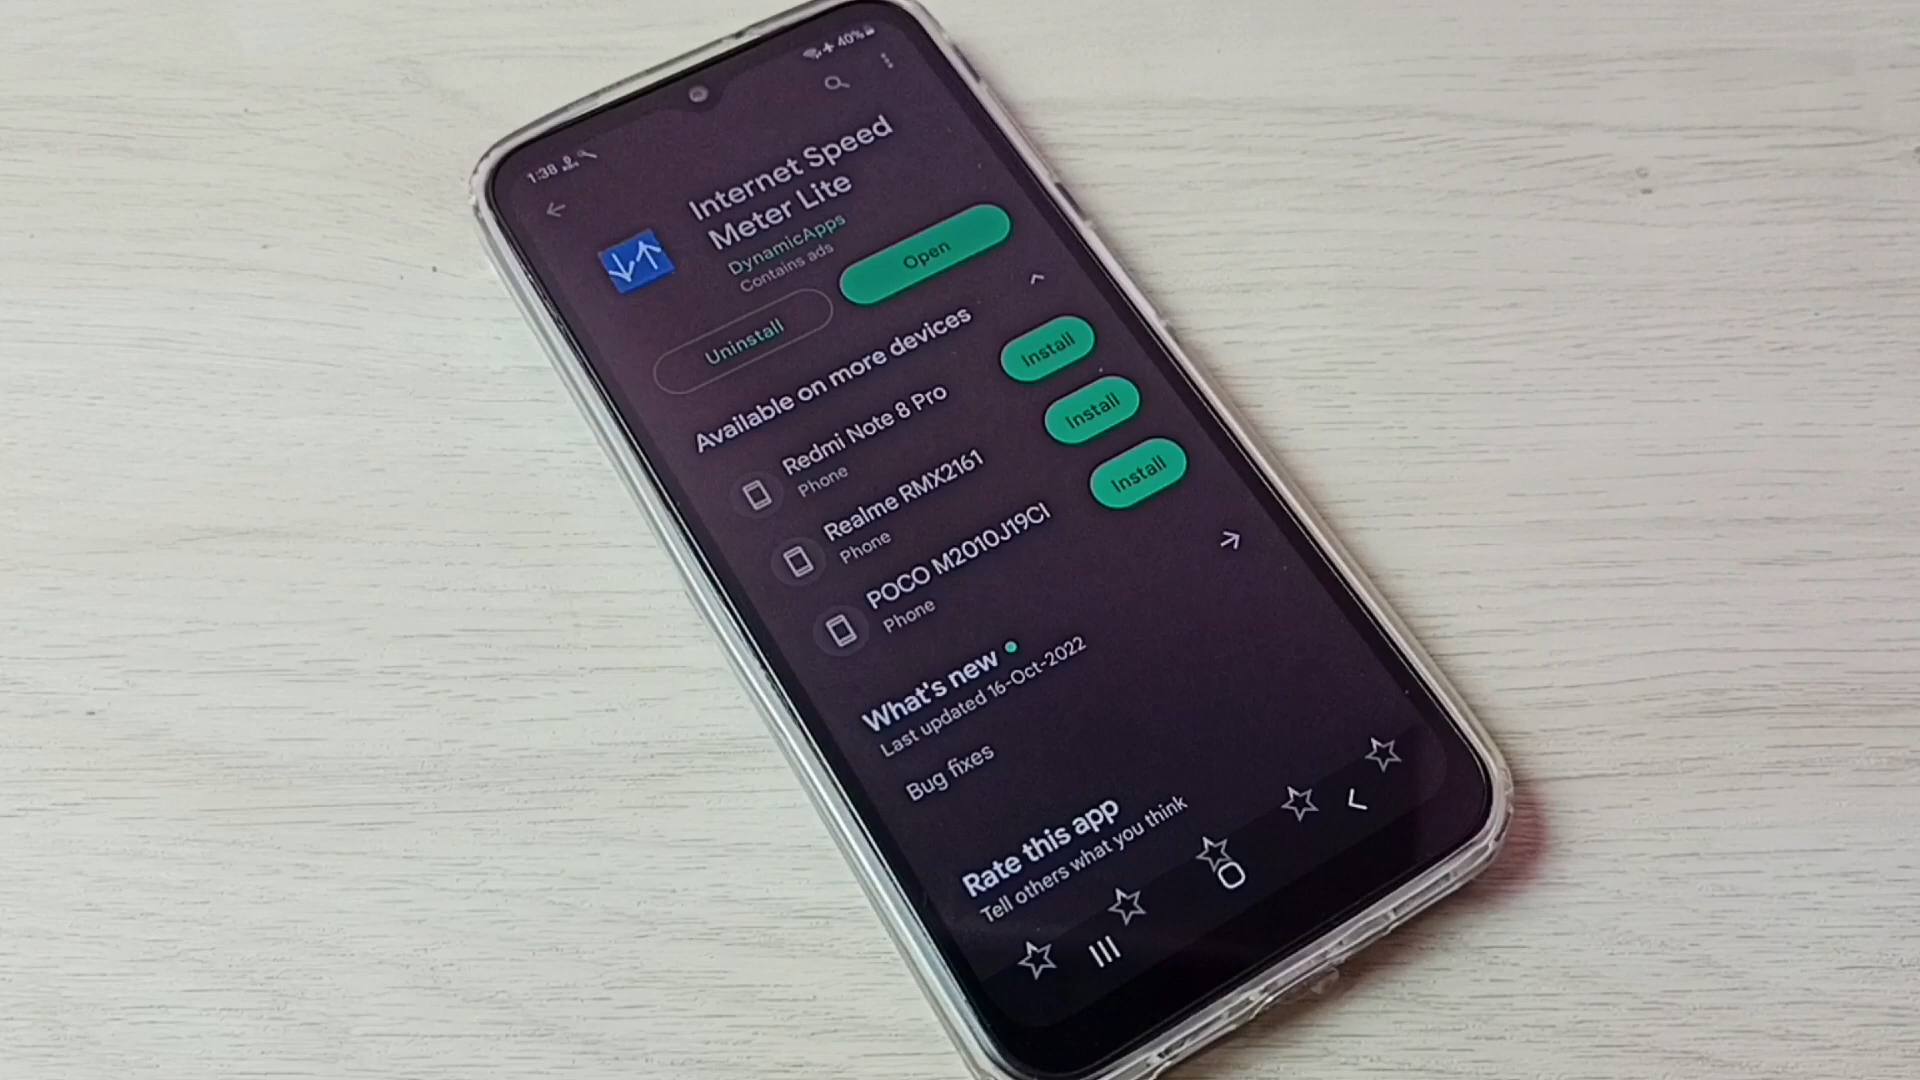 1:38
40%
Internet Speed
Meter Lite
DynamicApps
Contains ads
Uninstall
Open
Available on more devices
Redmi Note 8 Pro
Phone
Install
Realme RMX2161
Phone
Install
POCO M2010J19CI
Phone
Install
What's new
Last updated 16-Oct-2022
Bug fixes
Rate this app
Tell others what you think